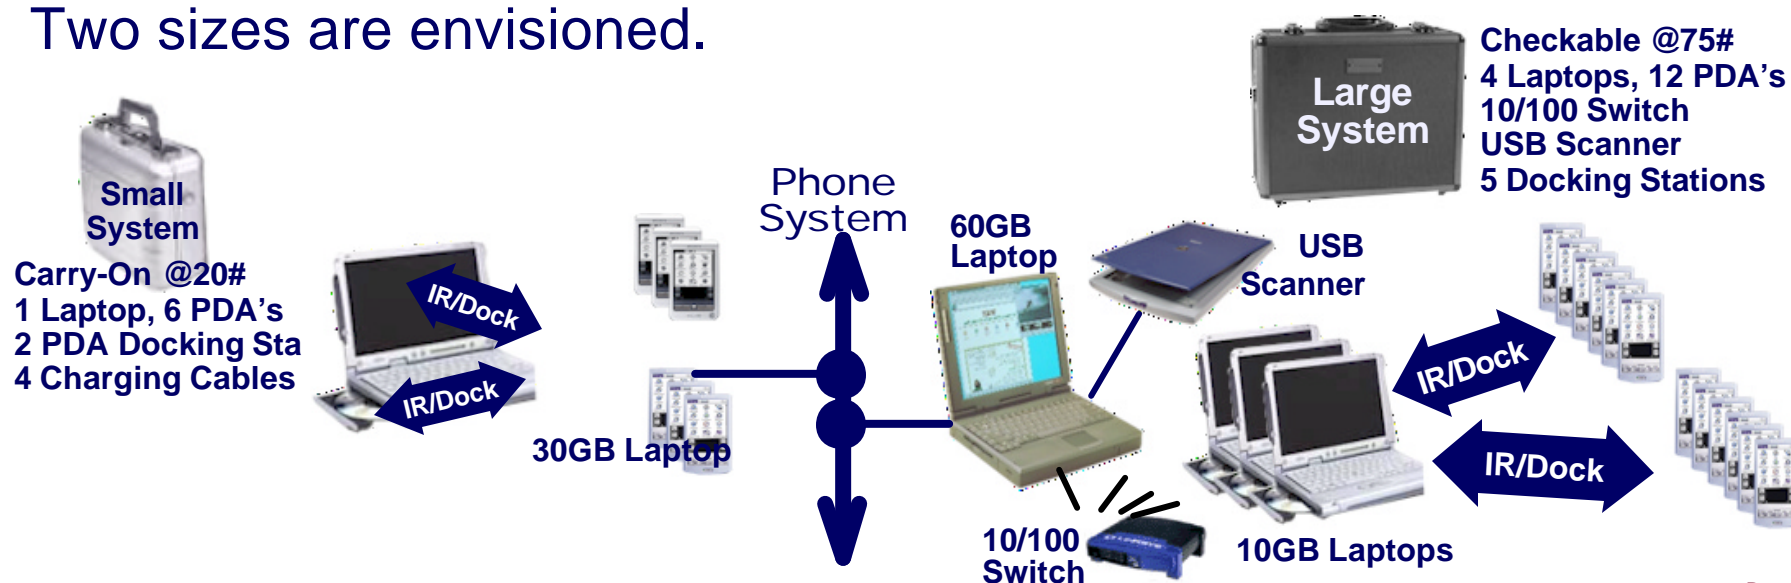 Two sizes are envisioned.
Small
System
Carry-On @20#
1 Laptop, 6 PDA's
2 PDA Docking Sta
4 Charging Cables
IR/Dock
IR/Dock
30GB Laptop
Phone
System
60GB
Laptop
USB
Scanner
10/100
Switch
10GB Laptops
Large
System
Checkable @75#
4 Laptops, 12 PDA's
10/100 Switch
USB Scanner
5 Docking Stations
IR/Dock
IR/Dock